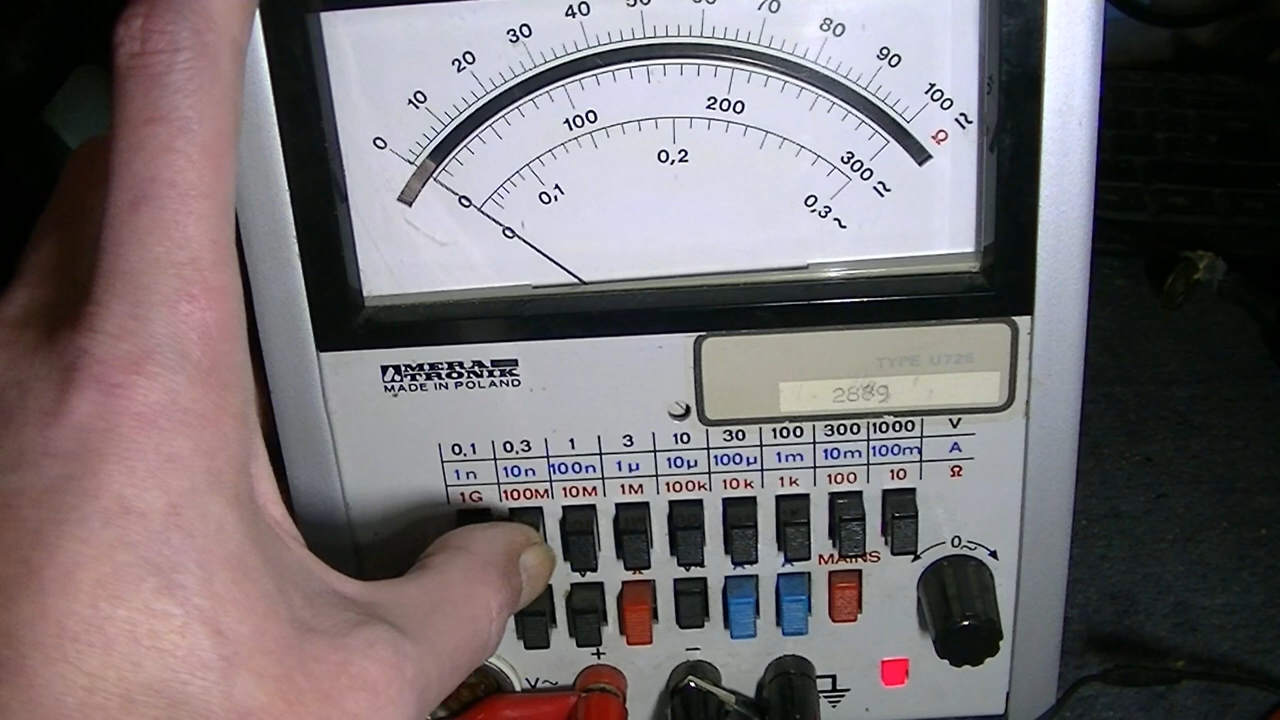 0 10 20 30 40 50 60 70 80 90 100 ≂
Ω
0 100 200 300 ≂
0 0,1 0,2 0,3 ~
MERA
TRONIK
MADE IN POLAND
TYPE U726
2889
0,1 0,3 1 3 10 30 100 300 1000 V
1n 10n 100n 1µ 10µ 100µ 1m 10m 100m A
1G 100M 10M 1M 100k 10k 1k 100 10 Ω
0~
MAINS
+ −
V~